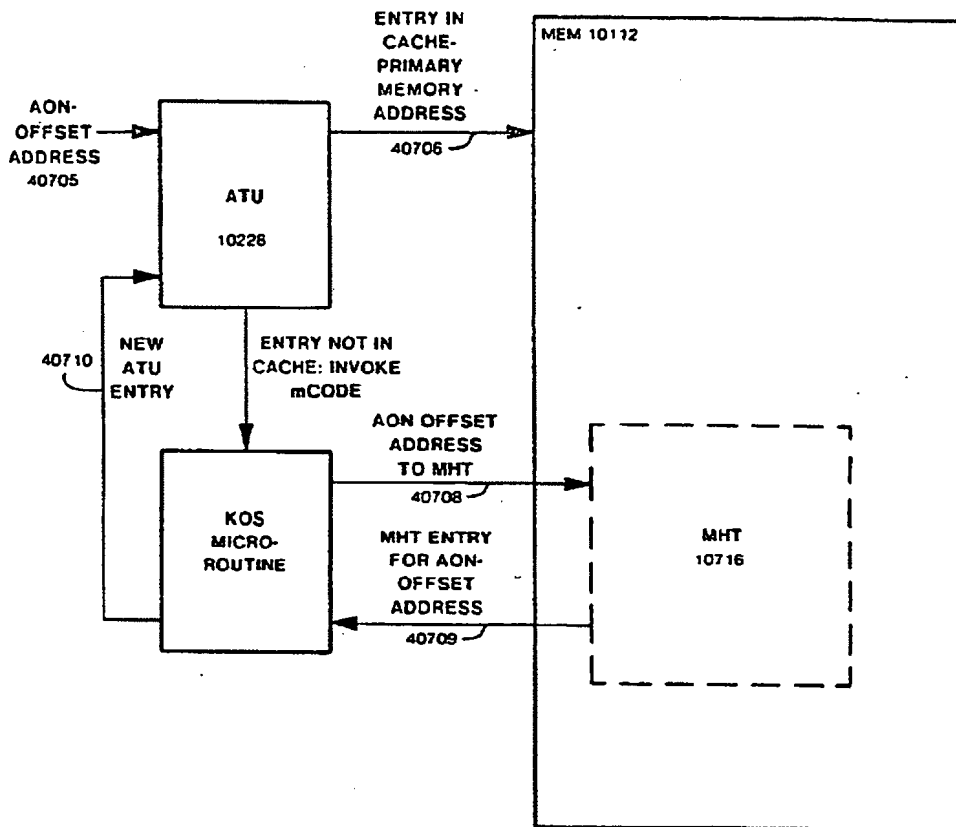 ENTRY IN
CACHE-
PRIMARY
MEMORY
ADDRESS
40706
MEM 10112
AON-
OFFSET
ADDRESS
40705
ATU
10228
40710
NEW
ATU
ENTRY
ENTRY NOT IN
CACHE: INVOKE
mCODE
AON OFFSET
ADDRESS
TO MHT
40708
KOS
MICRO-
ROUTINE
MHT ENTRY
FOR AON-
OFFSET
ADDRESS
40709
MHT
10716